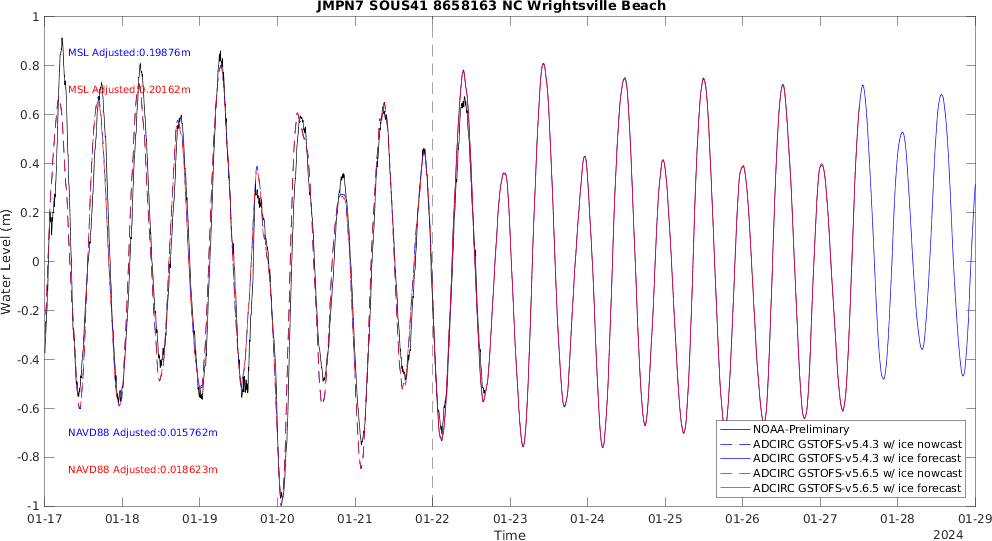 JMPN7 SOUS41 8658163 NC Wrightsville Beach
1
0.8
0.6
0.4
0.2
0
-0.2
-0.4
-0.6
-0.8
-1
Water Level (m)
MSL Adjusted:0.19876m
MSL Adjusted:0.20162m
NAVD88 Adjusted:0.015762m
NAVD88 Adjusted:0.018623m
NOAA-Preliminary
ADCIRC GSTOFS-v5.4.3 w/ ice nowcast
ADCIRC GSTOFS-v5.4.3 w/ ice forecast
ADCIRC GSTOFS-v5.6.5 w/ ice nowcast
ADCIRC GSTOFS-v5.6.5 w/ ice forecast
01-17 01-18 01-19 01-20 01-21 01-22 01-23 01-24 01-25 01-26 01-27 01-28 01-29
Time
2024